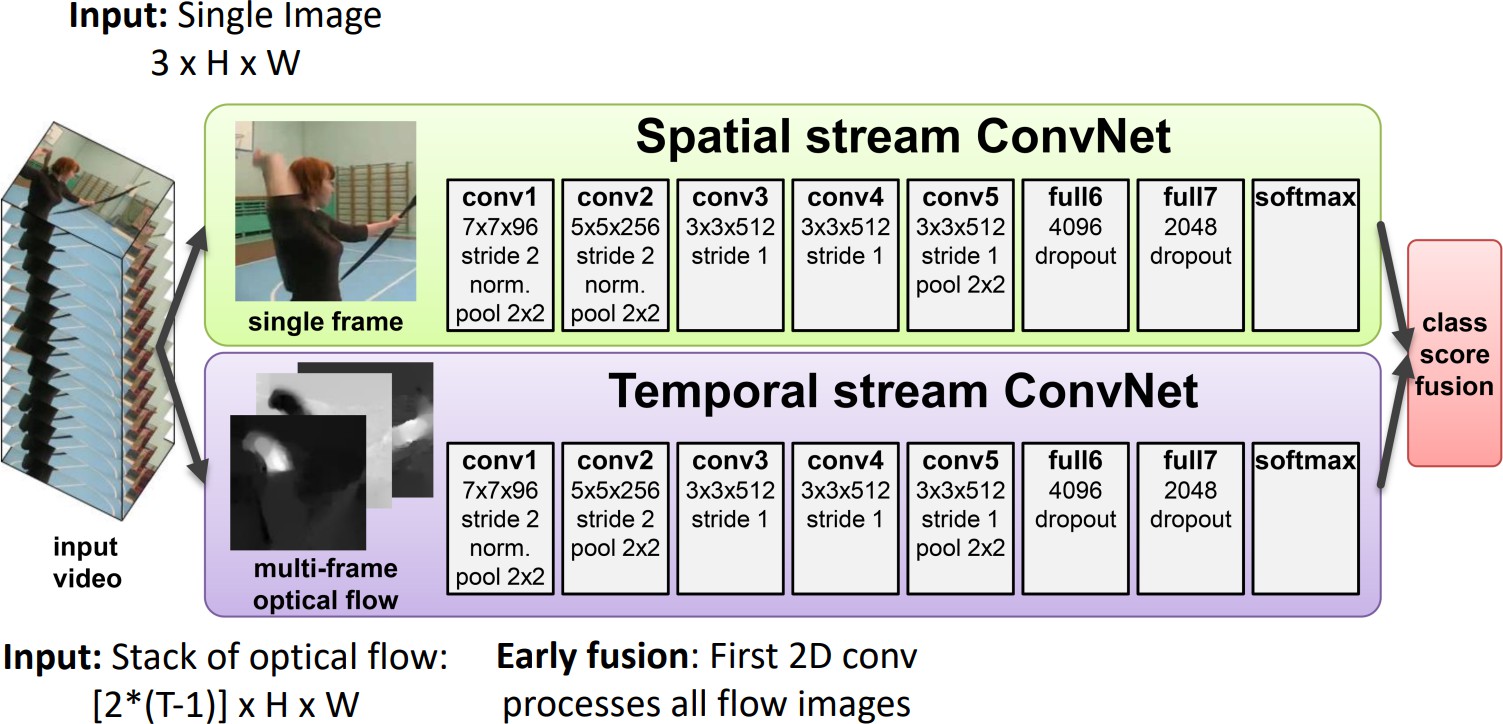 Input: Single Image
3 x H x W
Spatial stream ConvNet
single frame
conv1
7x7x96
stride 2
norm.
pool 2x2
conv2
5x5x256
stride 2
norm.
pool 2x2
conv3
3x3x512
stride 1
conv4
3x3x512
stride 1
conv5
3x3x512
stride 1
pool 2x2
full6
4096
dropout
full7
2048
dropout
softmax
Temporal stream ConvNet
multi-frame
optical flow
conv1
7x7x96
stride 2
norm.
pool 2x2
conv2
5x5x256
stride 2
pool 2x2
conv3
3x3x512
stride 1
conv4
3x3x512
stride 1
conv5
3x3x512
stride 1
pool 2x2
full6
4096
dropout
full7
2048
dropout
softmax
class
score
fusion
input
video
Input: Stack of optical flow:
[2*(T-1)] x H x W
Early fusion: First 2D conv
processes all flow images